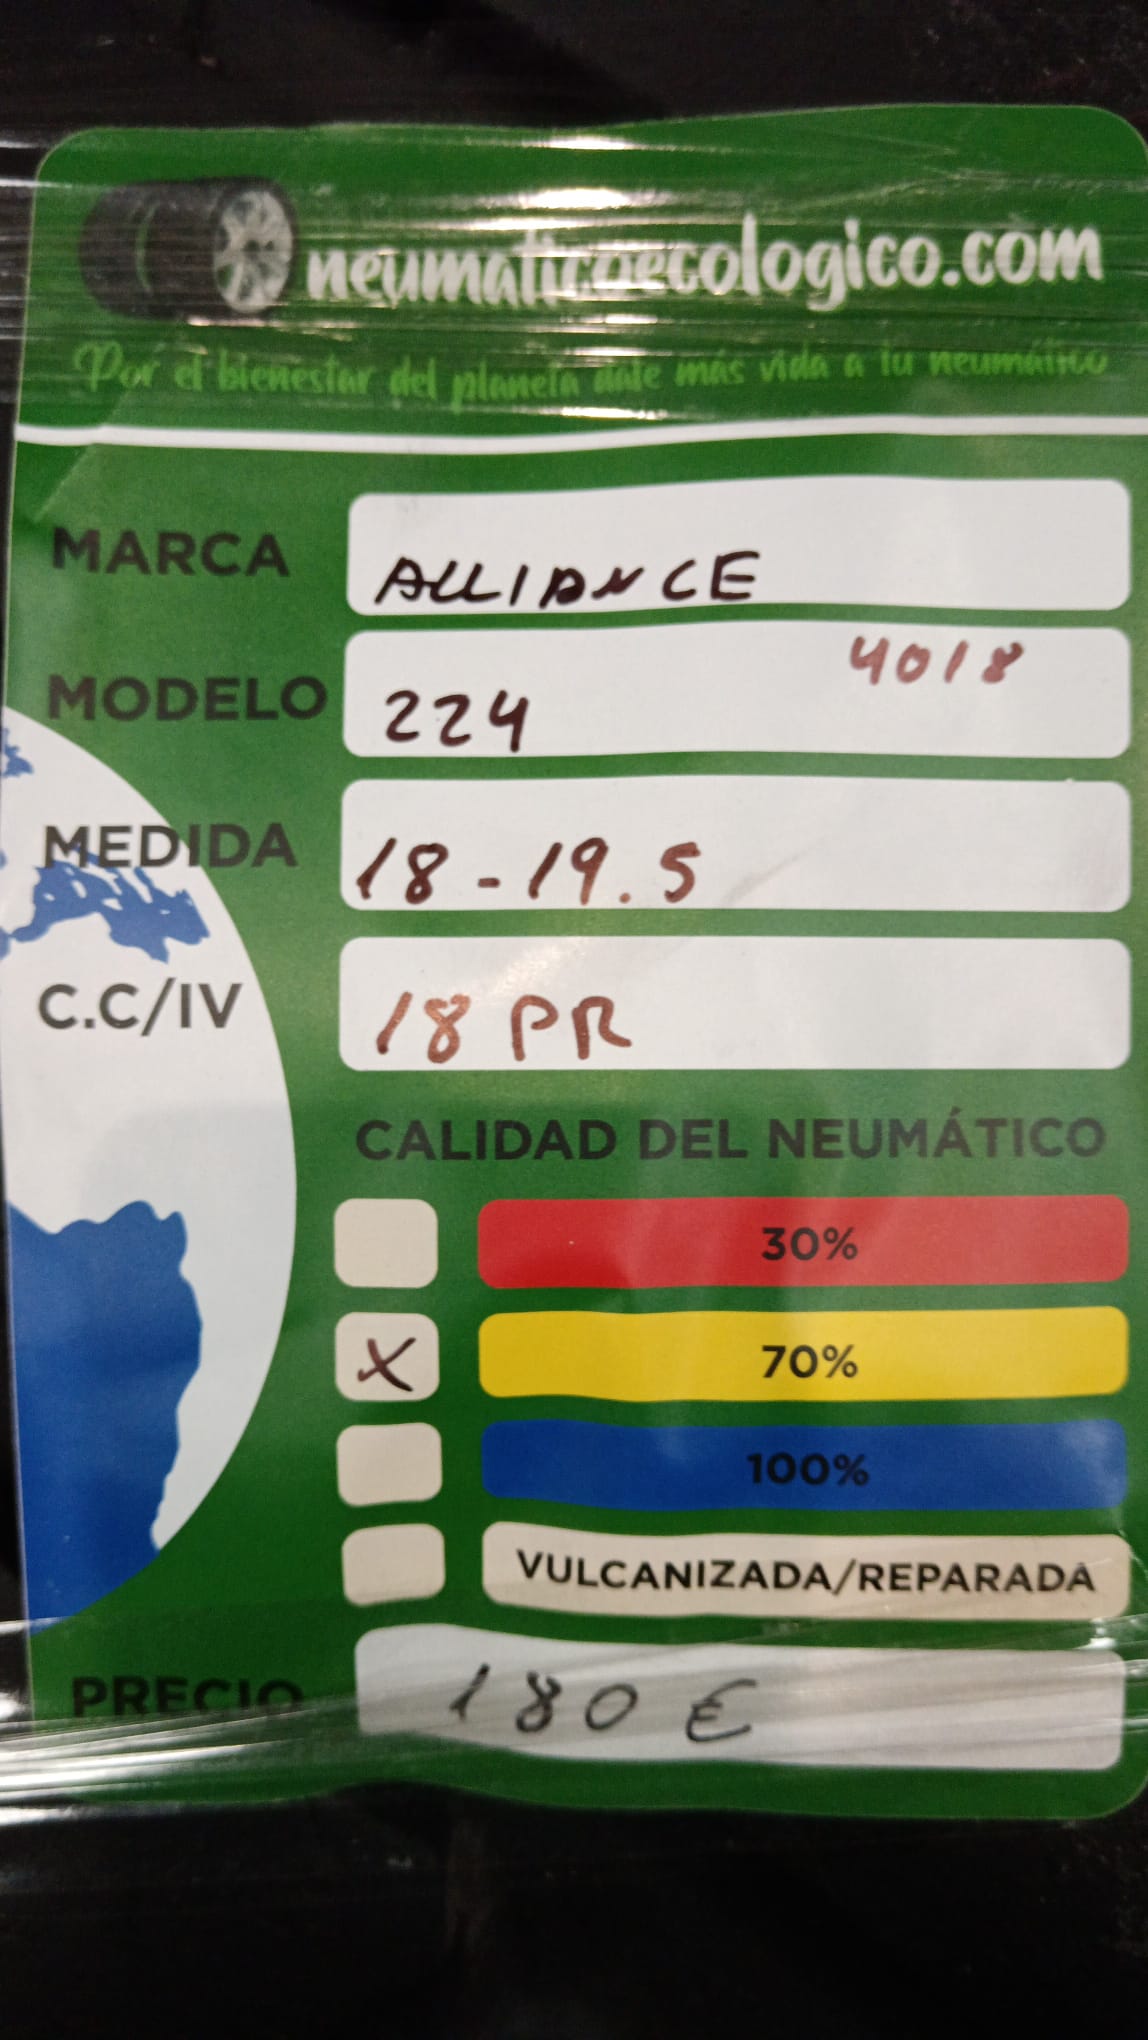 neumaticoecologico.com
Por el bienestar del planeta dale más vida a tu neumático
MARCA ALLIANCE
MODELO 224 4018
MEDIDA 18-19.5
C.C/IV 18 PR
CALIDAD DEL NEUMÁTICO
30%
X 70%
100%
VULCANIZADA/REPARADA
PRECIO 180 €